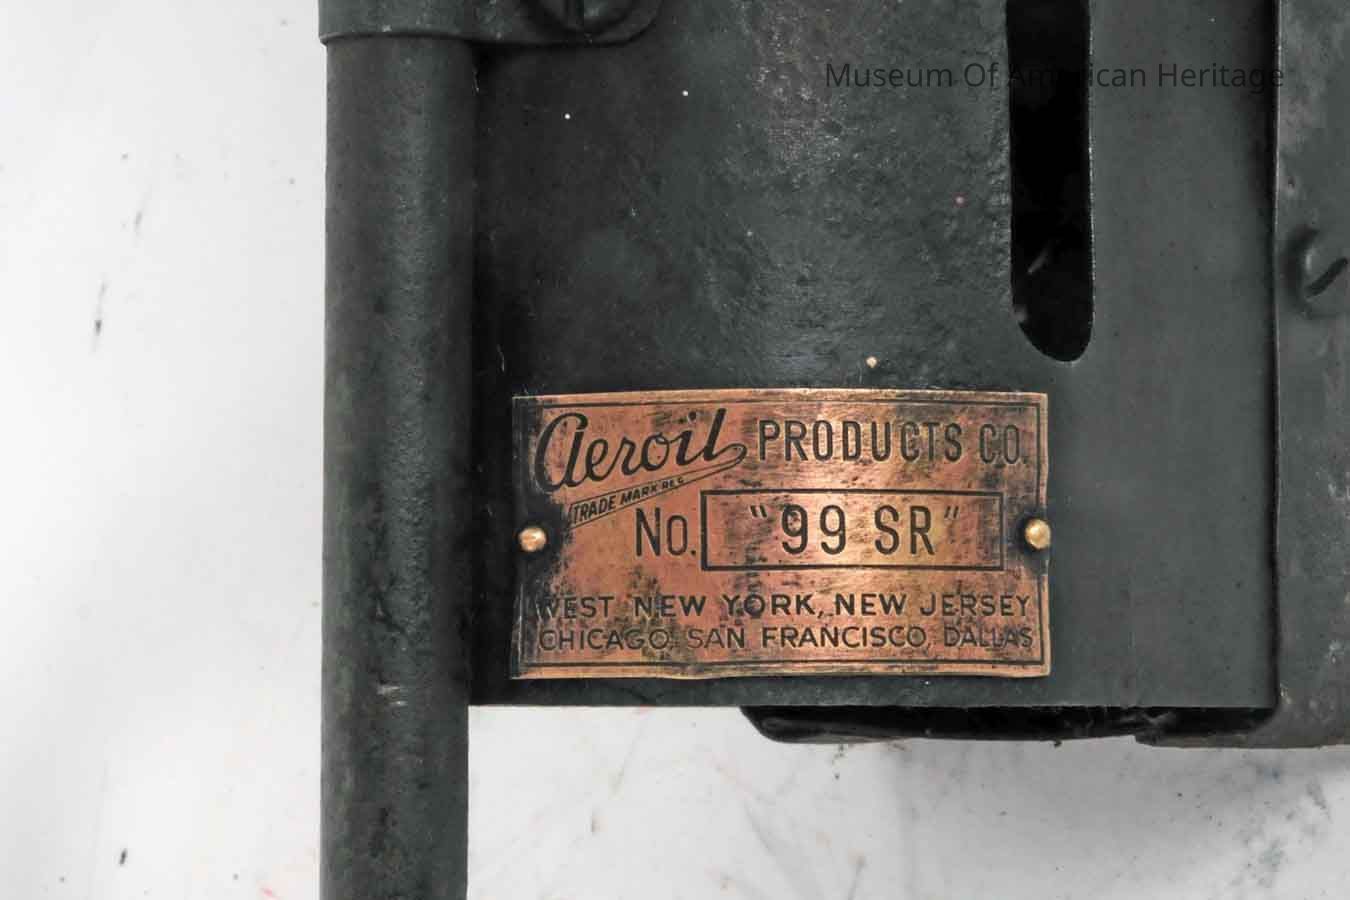 Museum Of American Heritage
Aeroil PRODUCTS CO.
TRADE MARK REG
No. "99 SR"
WEST NEW YORK, NEW JERSEY
CHICAGO, SAN FRANCISCO, DALLAS